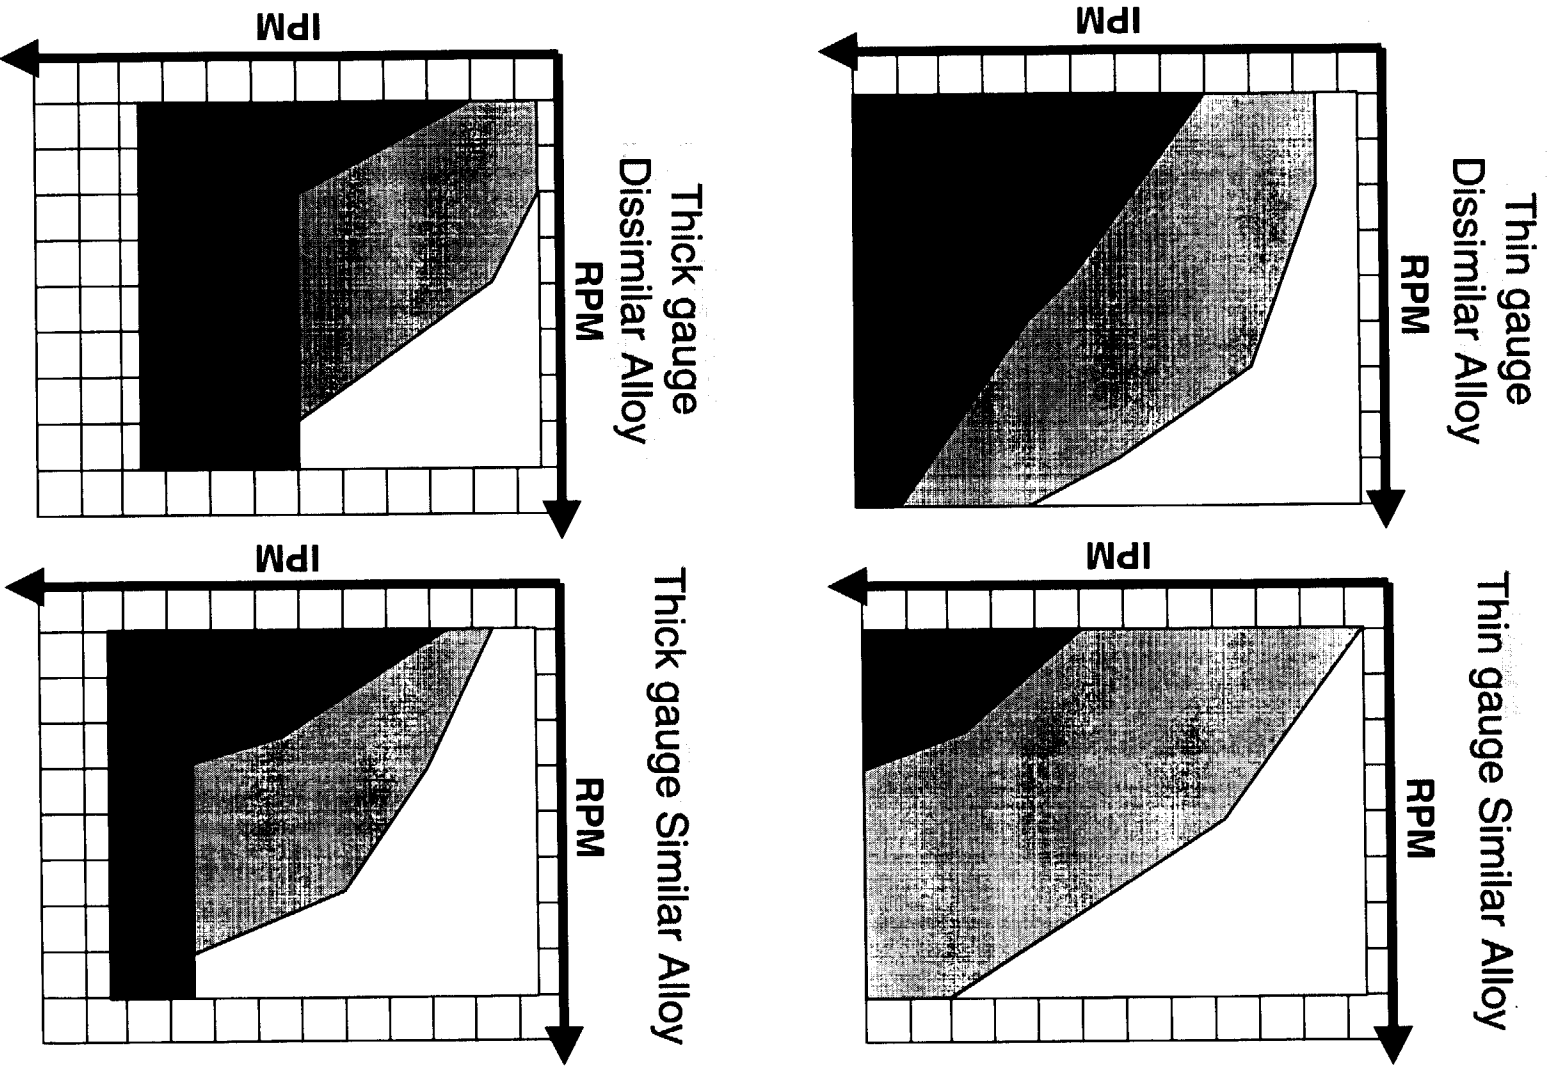 Thin gauge
Dissimilar Alloy
RPM
IPM
Thin gauge Similar Alloy
RPM
IPM
Thick gauge
Dissimilar Alloy
RPM
IPM
Thick gauge Similar Alloy
RPM
IPM